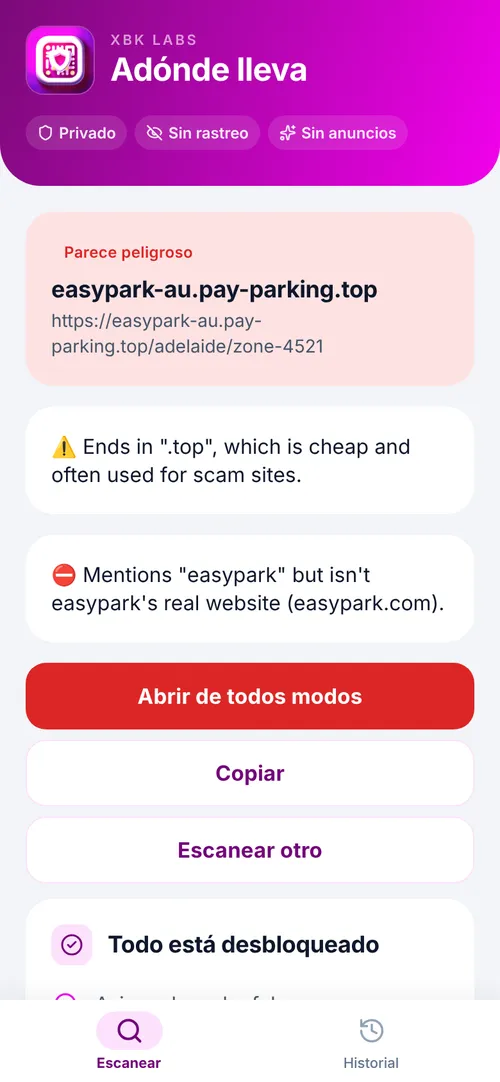 XBK LABS
Adónde lleva
Privado
Sin rastreo
Sin anuncios
Parece peligroso
easypark-au.pay-parking.top
https://easypark-au.pay-
parking.top/adelaide/zone-4521
⚠️ Ends in ".top", which is cheap and
often used for scam sites.
⛔ Mentions "easypark" but isn't
easypark's real website (easypark.com).
Abrir de todos modos
Copiar
Escanear otro
Todo está desbloqueado
Escanear
Historial